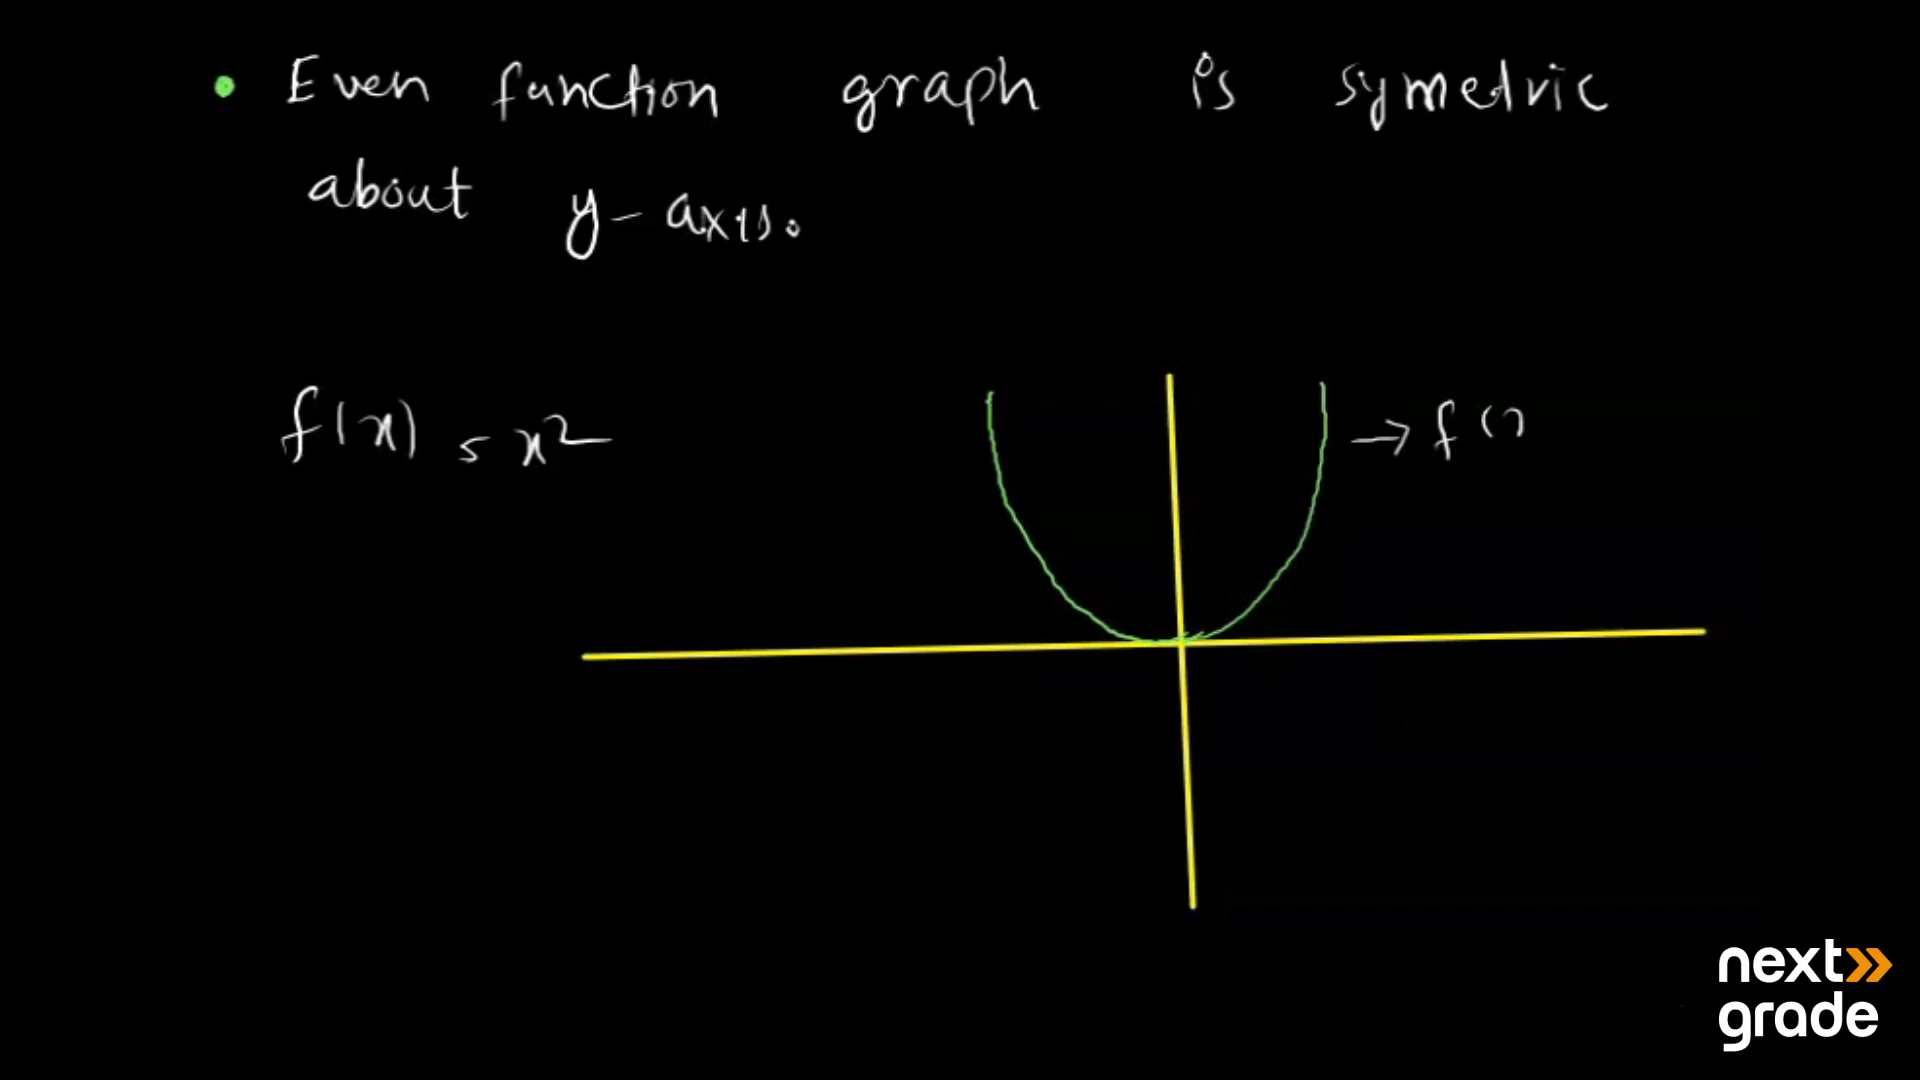 • Even function graph is symetric
about y-axis.
f(x) = x²
→ f()
next
grade